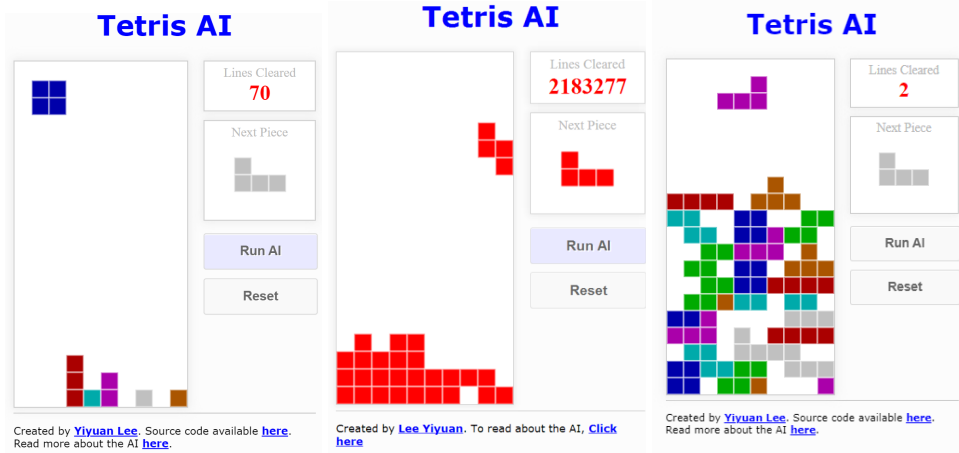 Tetris AI
Lines Cleared
70
Next Piece
Run AI
Reset
Created by Yiyuan Lee. Source code available here.
Read more about the AI here.
Tetris AI
Lines Cleared
2183277
Next Piece
Run AI
Reset
Created by Lee Yiyuan. To read about the AI, Click
here
Tetris AI
Lines Cleared
2
Next Piece
Run AI
Reset
Created by Yiyuan Lee. Source code available here.
Read more about the AI here.